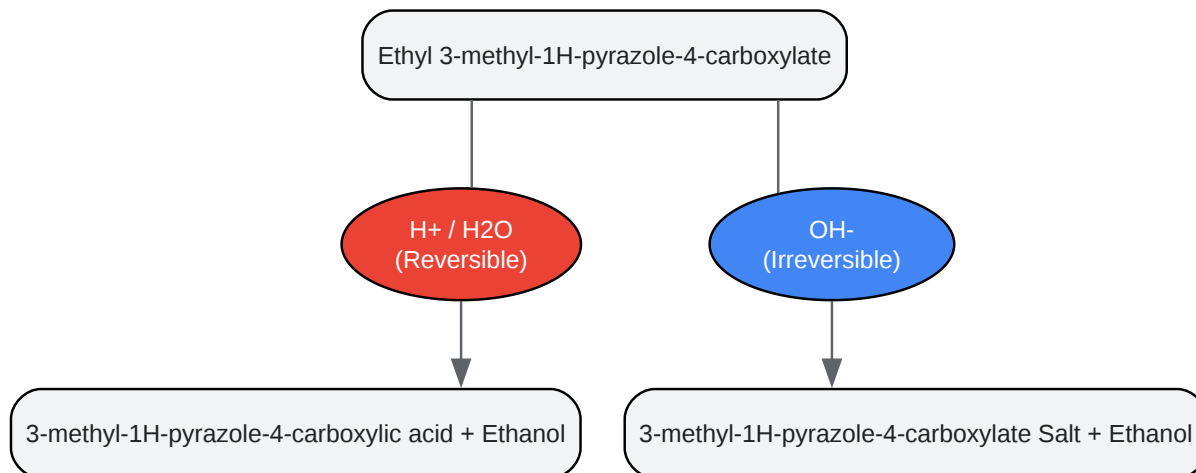 Ethyl 3-methyl-1H-pyrazole-4-carboxylate
H+ / H2O
(Reversible)
OH-
(Irreversible)
3-methyl-1H-pyrazole-4-carboxylic acid + Ethanol
3-methyl-1H-pyrazole-4-carboxylate Salt + Ethanol